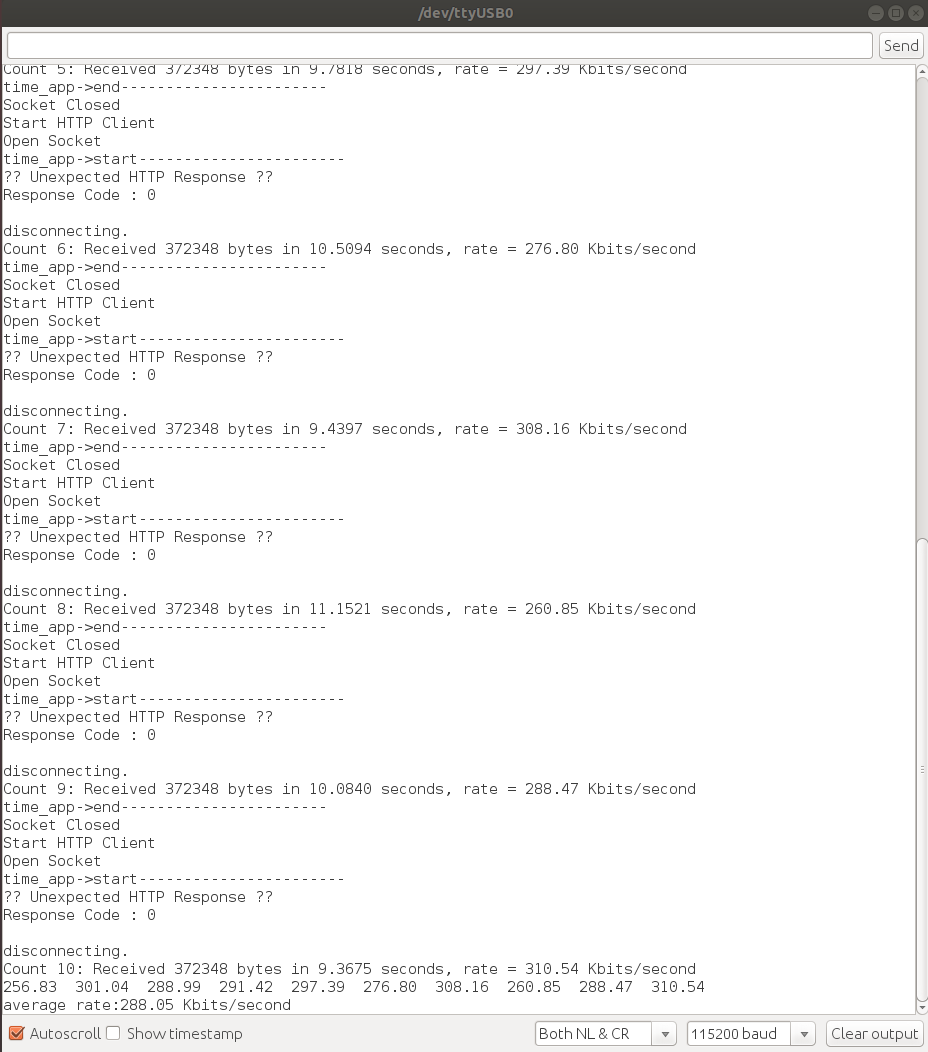 /dev/ttyUSB0
Send
Count 5: Received 372348 bytes in 9.7818 seconds, rate = 297.39 Kbits/second
time_app->end-----------------------
Socket Closed
Start HTTP Client
Open Socket
time_app->start-----------------------
?? Unexpected HTTP Response ??
Response Code : 0
disconnecting.
Count 6: Received 372348 bytes in 10.5094 seconds, rate = 276.80 Kbits/second
time_app->end-----------------------
Socket Closed
Start HTTP Client
Open Socket
time_app->start-----------------------
?? Unexpected HTTP Response ??
Response Code : 0
disconnecting.
Count 7: Received 372348 bytes in 9.4397 seconds, rate = 308.16 Kbits/second
time_app->end-----------------------
Socket Closed
Start HTTP Client
Open Socket
time_app->start-----------------------
?? Unexpected HTTP Response ??
Response Code : 0
disconnecting.
Count 8: Received 372348 bytes in 11.1521 seconds, rate = 260.85 Kbits/second
time_app->end-----------------------
Socket Closed
Start HTTP Client
Open Socket
time_app->start-----------------------
?? Unexpected HTTP Response ??
Response Code : 0
disconnecting.
Count 9: Received 372348 bytes in 10.0840 seconds, rate = 288.47 Kbits/second
time_app->end-----------------------
Socket Closed
Start HTTP Client
Open Socket
time_app->start-----------------------
?? Unexpected HTTP Response ??
Response Code : 0
disconnecting.
Count 10: Received 372348 bytes in 9.3675 seconds, rate = 310.54 Kbits/second
256.83  301.04  288.99  291.42  297.39  276.80  308.16  260.85  288.47  310.54
average rate:288.05 Kbits/second
Autoscroll Show timestamp Both NL & CR 115200 baud Clear output